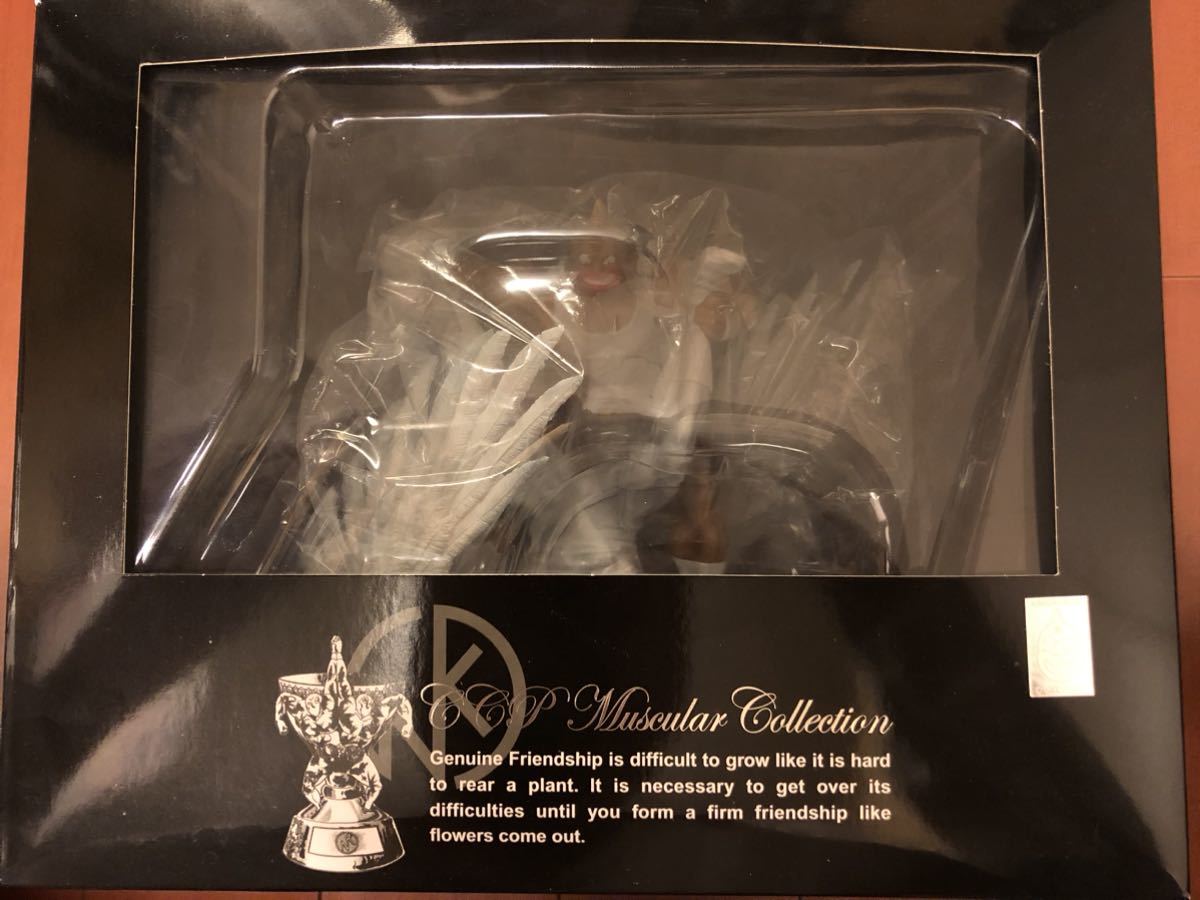 CCP Muscular Collection
Genuine Friendship is difficult to grow like it is hard
to rear a plant. It is necessary to get over its
difficulties until you form a firm friendship like
flowers come out.